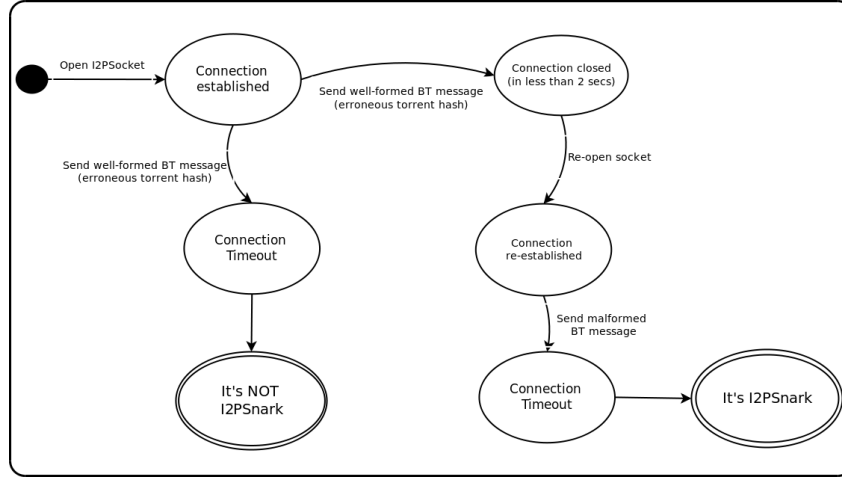 Open I2PSocket
Connection
established
Send well-formed BT message
(erroneous torrent hash)
Connection closed
(in less than 2 secs)
Send well-formed BT message
(erroneous torrent hash)
Re-open socket
Connection
Timeout
Connection
re-established
Send malformed
BT message
It's NOT
I2PSnark
Connection
Timeout
It's I2PSnark